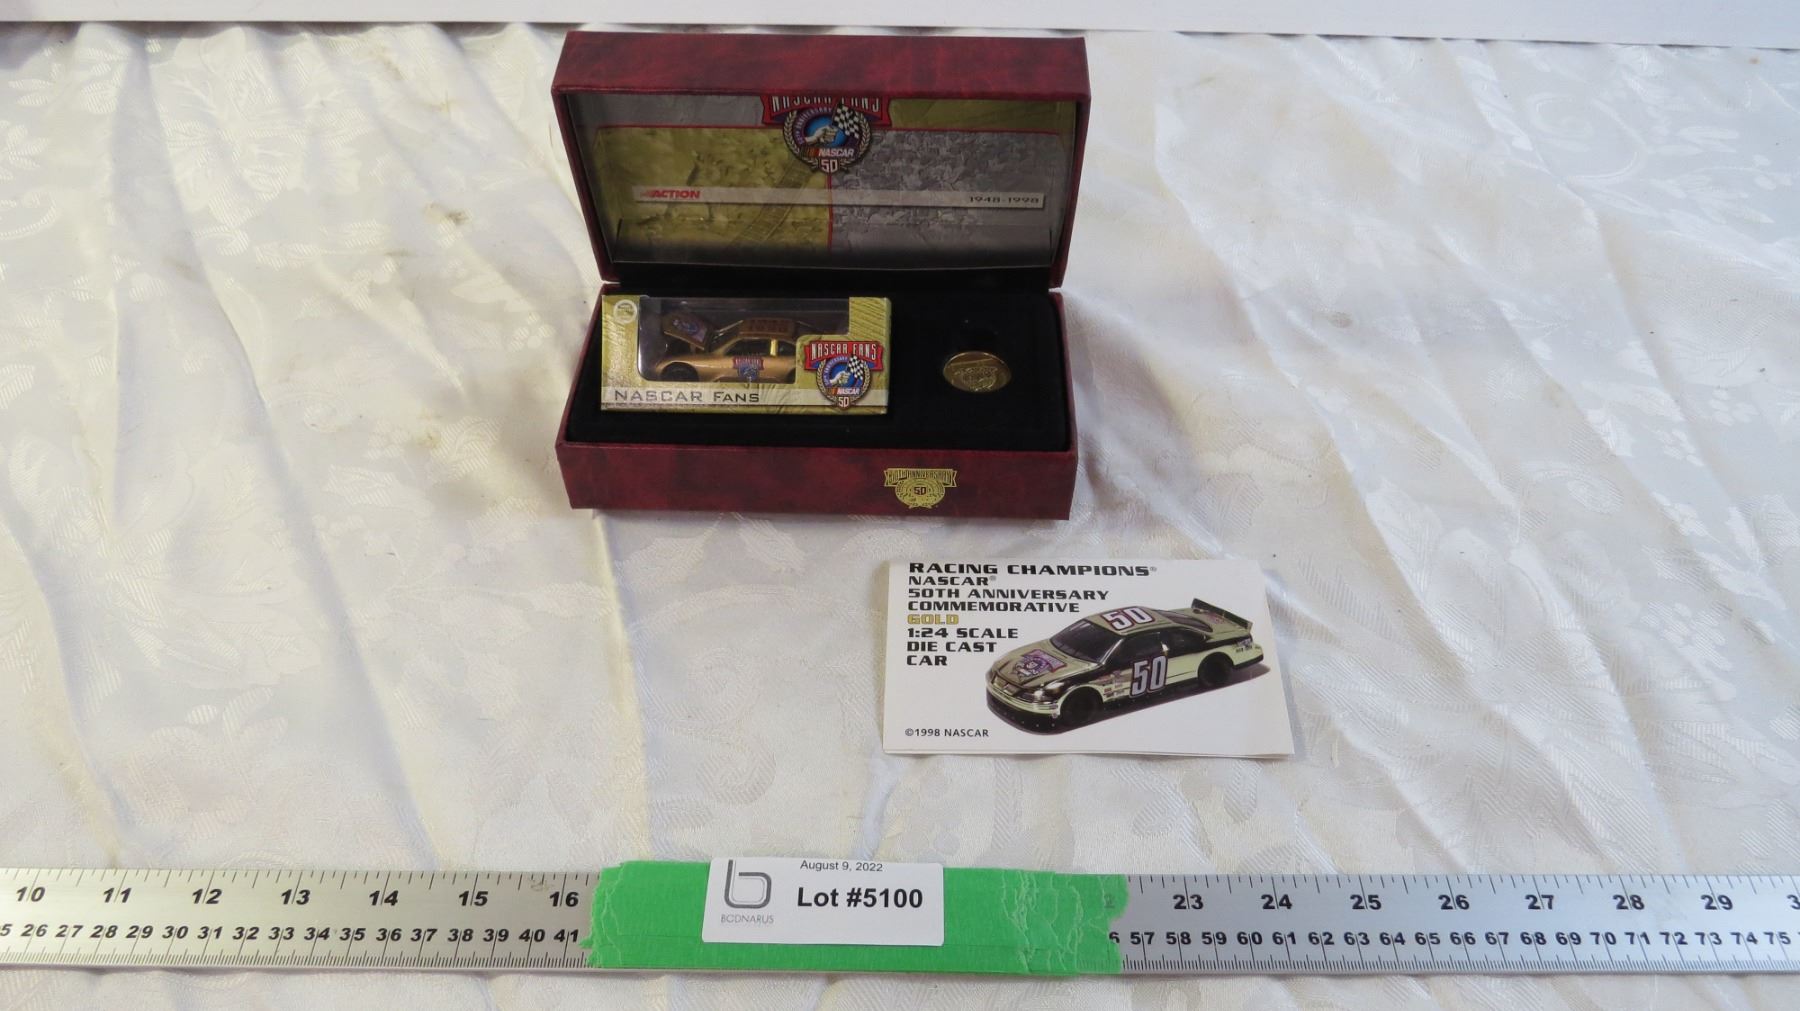 NASCAR FANS
NASCAR
50
ACTION
1948-1998
NASCAR FANS
NASCAR
50
NASCAR FANS
50TH ANNIVERSARY
50
RACING CHAMPIONS®
NASCAR®
50TH ANNIVERSARY
COMMEMORATIVE
GOLD
1:24 SCALE
DIE CAST
CAR
50
50
©1998 NASCAR
August 9, 2022
Lot #5100
BODNARUS
10 11 12 13 14 15 16 23 24 25 26 27 28 29
26 27 28 29 30 31 32 33 34 35 36 37 38 39 40 41 57 58 59 60 61 62 63 64 65 66 67 68 69 70 71 72 73 74 75